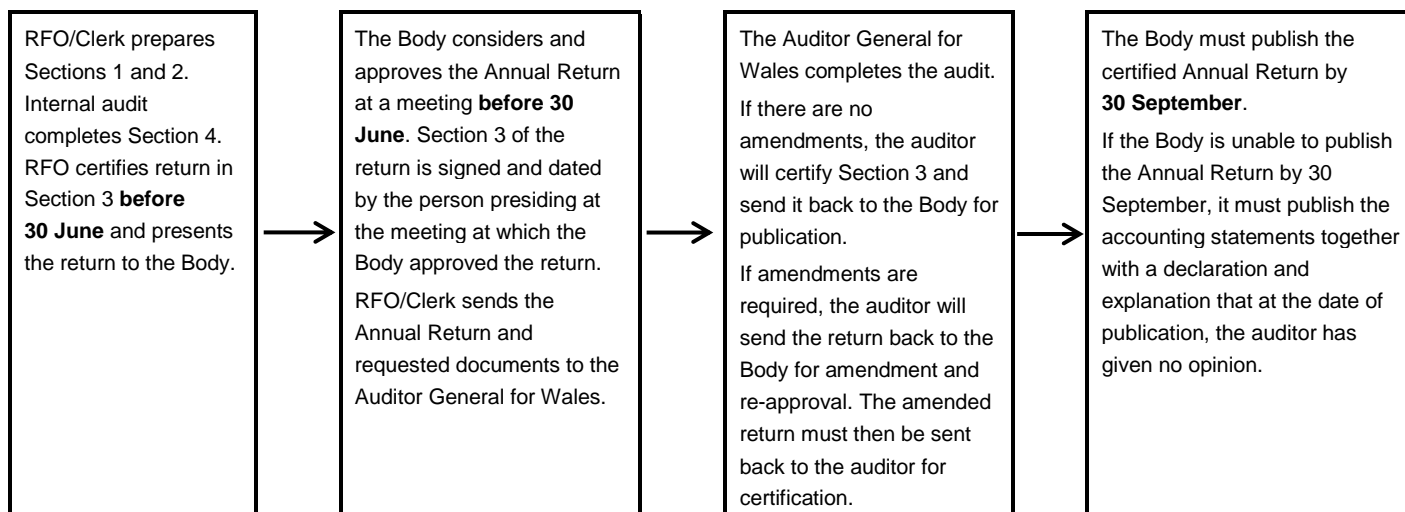 RFO/Clerk prepares
Sections 1 and 2.
Internal audit
completes Section 4.
RFO certifies return in
Section 3 before
30 June and presents
the return to the Body.
The Body considers and
approves the Annual Return
at a meeting before 30
June. Section 3 of the
return is signed and dated
by the person presiding at
the meeting at which the
Body approved the return.
RFO/Clerk sends the
Annual Return and
requested documents to the
Auditor General for Wales.
The Auditor General for
Wales completes the audit.
If there are no
amendments, the auditor
will certify Section 3 and
send it back to the Body for
publication.
If amendments are
required, the auditor will
send the return back to the
Body for amendment and
re-approval. The amended
return must then be sent
back to the auditor for
certification.
The Body must publish the
certified Annual Return by
30 September.
If the Body is unable to publish
the Annual Return by 30
September, it must publish the
accounting statements together
with a declaration and
explanation that at the date of
publication, the auditor has
given no opinion.